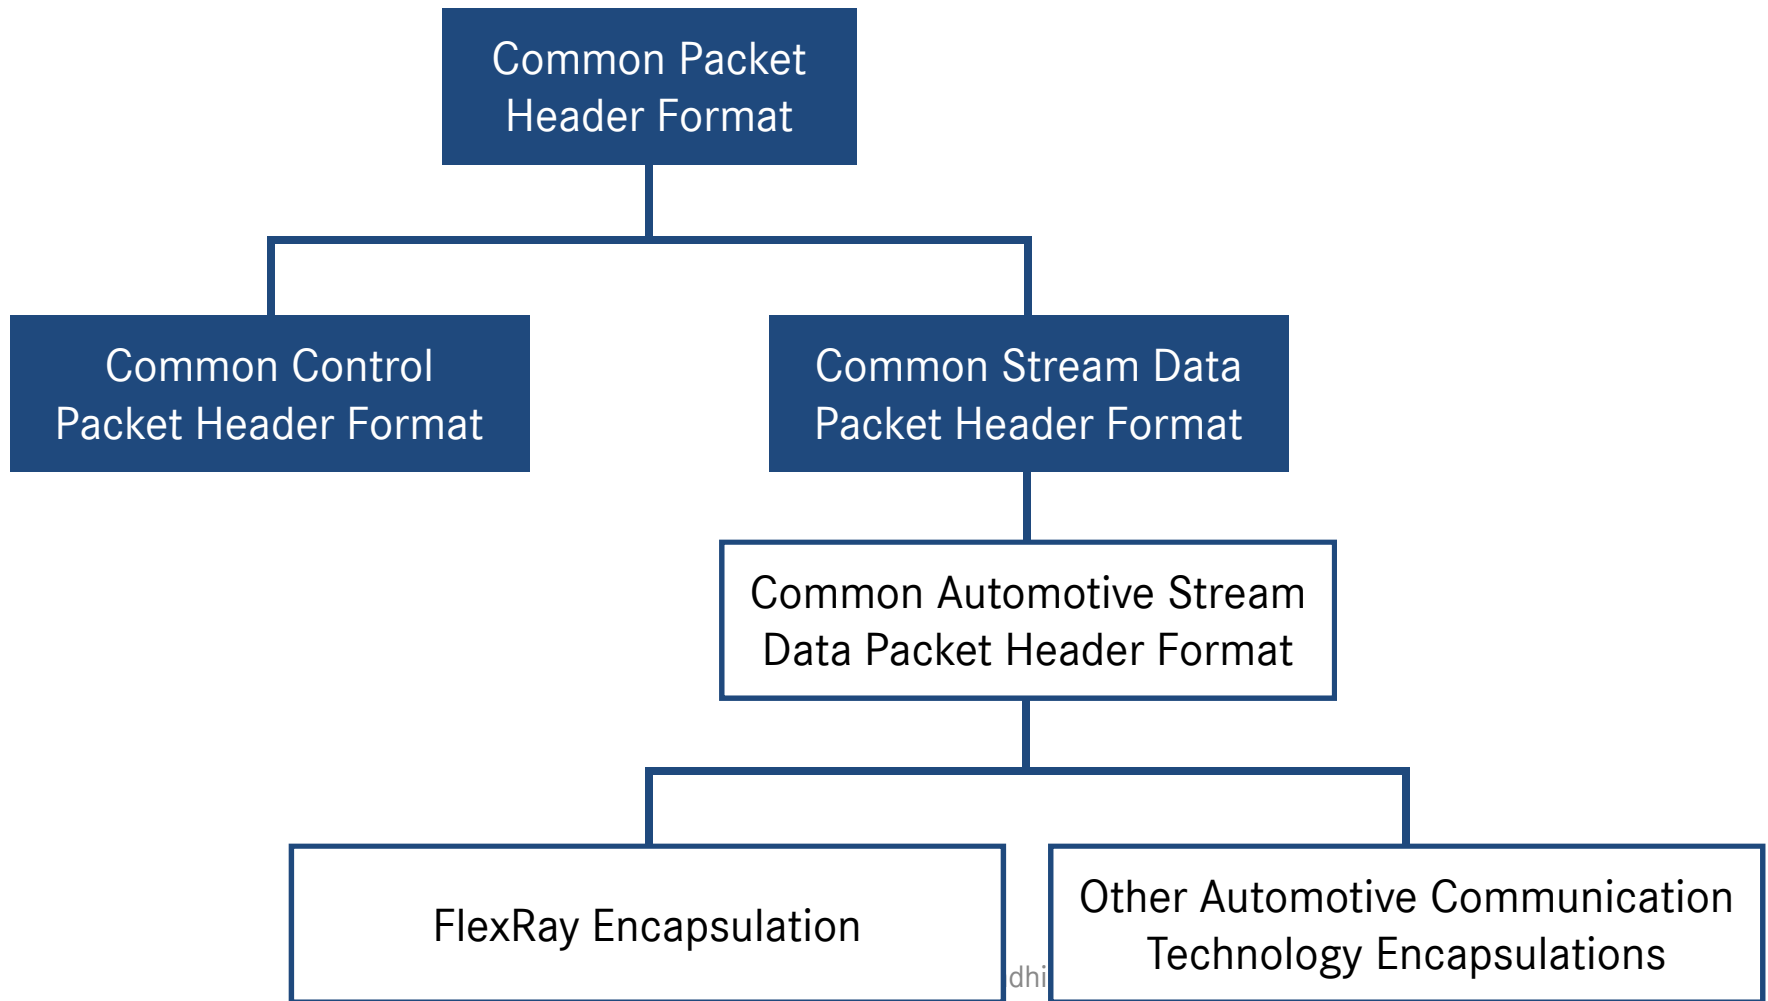 Common Packet
Header Format
Common Control
Packet Header Format
Common Stream Data
Packet Header Format
Common Automotive Stream
Data Packet Header Format
FlexRay Encapsulation
Other Automotive Communication
Technology Encapsulations